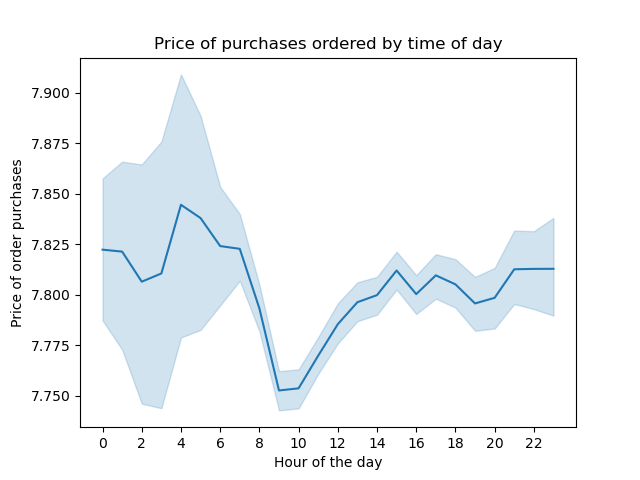 Price of purchases ordered by time of day
Price of order purchases
7.900
7.875
7.850
7.825
7.800
7.775
7.750
0 2 4 6 8 10 12 14 16 18 20 22
Hour of the day